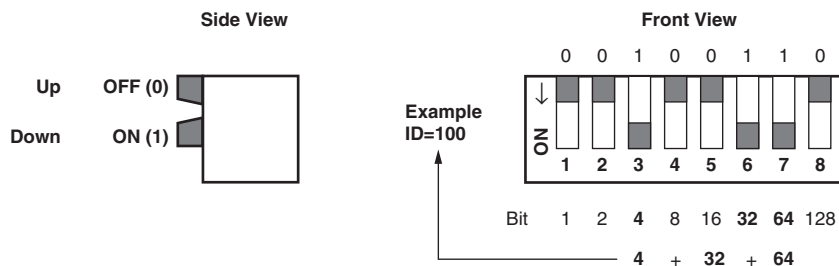 Side View
Up OFF (0)
Down ON (1)
Front View
0 0 1 0 0 1 1 0
Example
ID=100
↓
ON
1 2 3 4 5 6 7 8
Bit 1 2 4 8 16 32 64 128
4 + 32 + 64